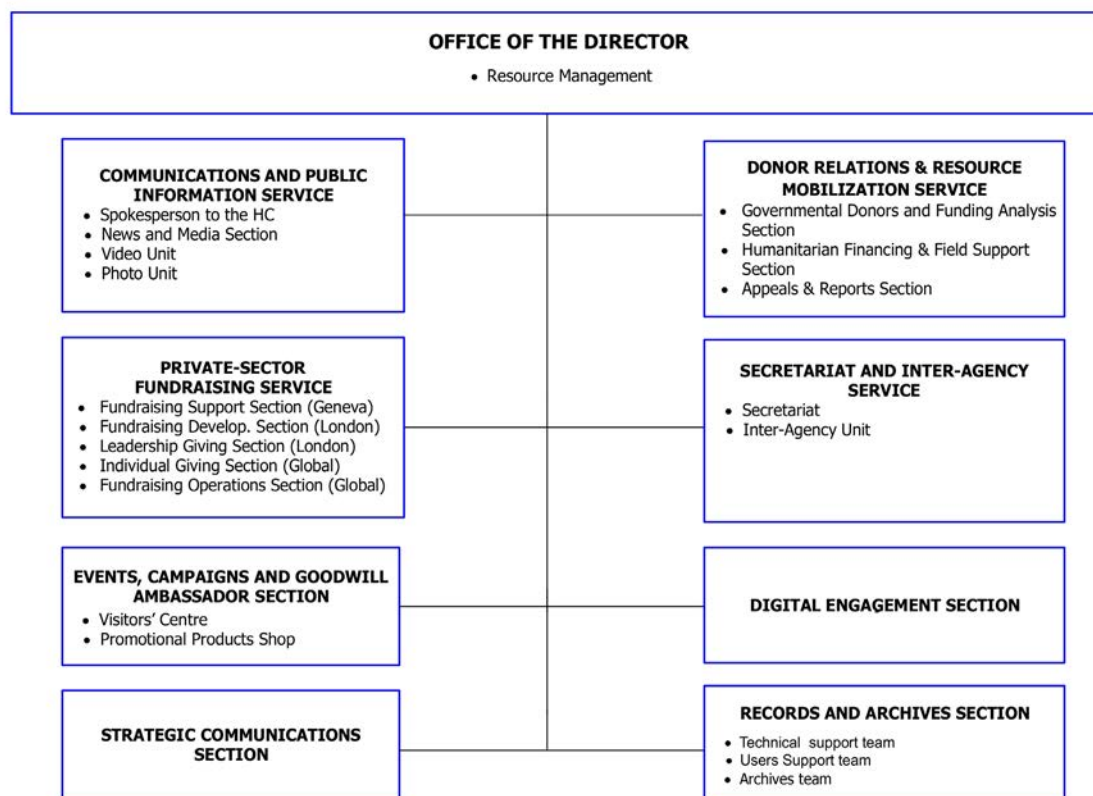 OFFICE OF THE DIRECTOR
• Resource Management
COMMUNICATIONS AND PUBLIC
INFORMATION SERVICE
• Spokesperson to the HC
• News and Media Section
• Video Unit
• Photo Unit
DONOR RELATIONS & RESOURCE
MOBILIZATION SERVICE
• Governmental Donors and Funding Analysis
Section
• Humanitarian Financing & Field Support
Section
• Appeals & Reports Section
PRIVATE-SECTOR
FUNDRAISING SERVICE
• Fundraising Support Section (Geneva)
• Fundraising Develop. Section (London)
• Leadership Giving Section (London)
• Individual Giving Section (Global)
• Fundraising Operations Section (Global)
SECRETARIAT AND INTER-AGENCY
SERVICE
• Secretariat
• Inter-Agency Unit
EVENTS, CAMPAIGNS AND GOODWILL
AMBASSADOR SECTION
• Visitors’ Centre
• Promotional Products Shop
DIGITAL ENGAGEMENT SECTION
STRATEGIC COMMUNICATIONS
SECTION
RECORDS AND ARCHIVES SECTION
• Technical support team
• Users Support team
• Archives team